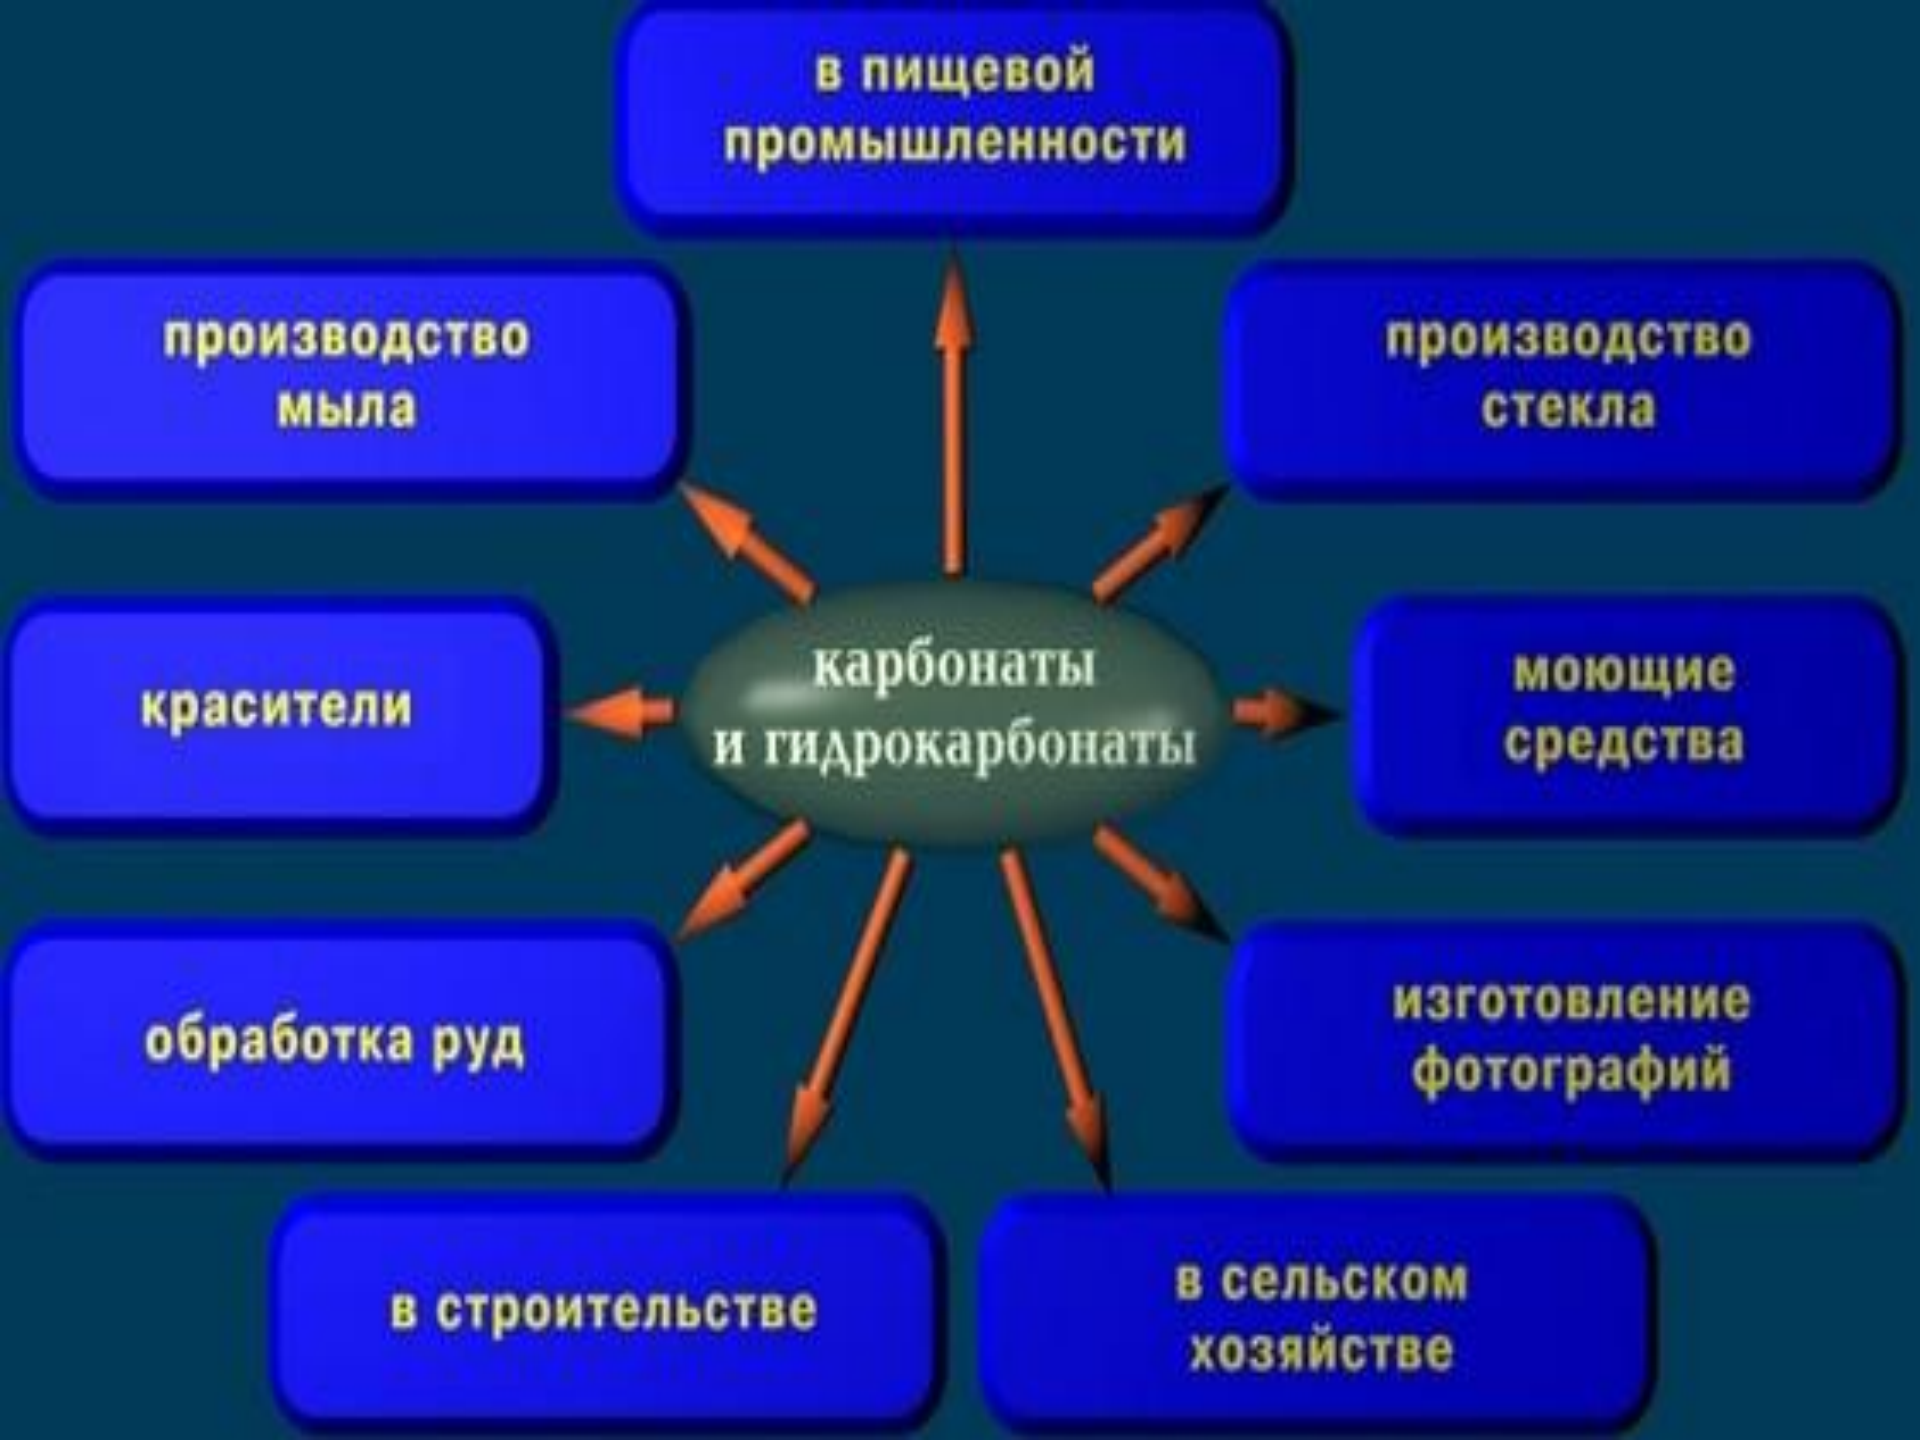 в пищевой
промышленности
производство
мыла
производство
стекла
карбонаты
и гидрокарбонаты
красители
моющие
средства
обработка руд
изготовление
фотографий
в строительстве
в сельском
хозяйстве